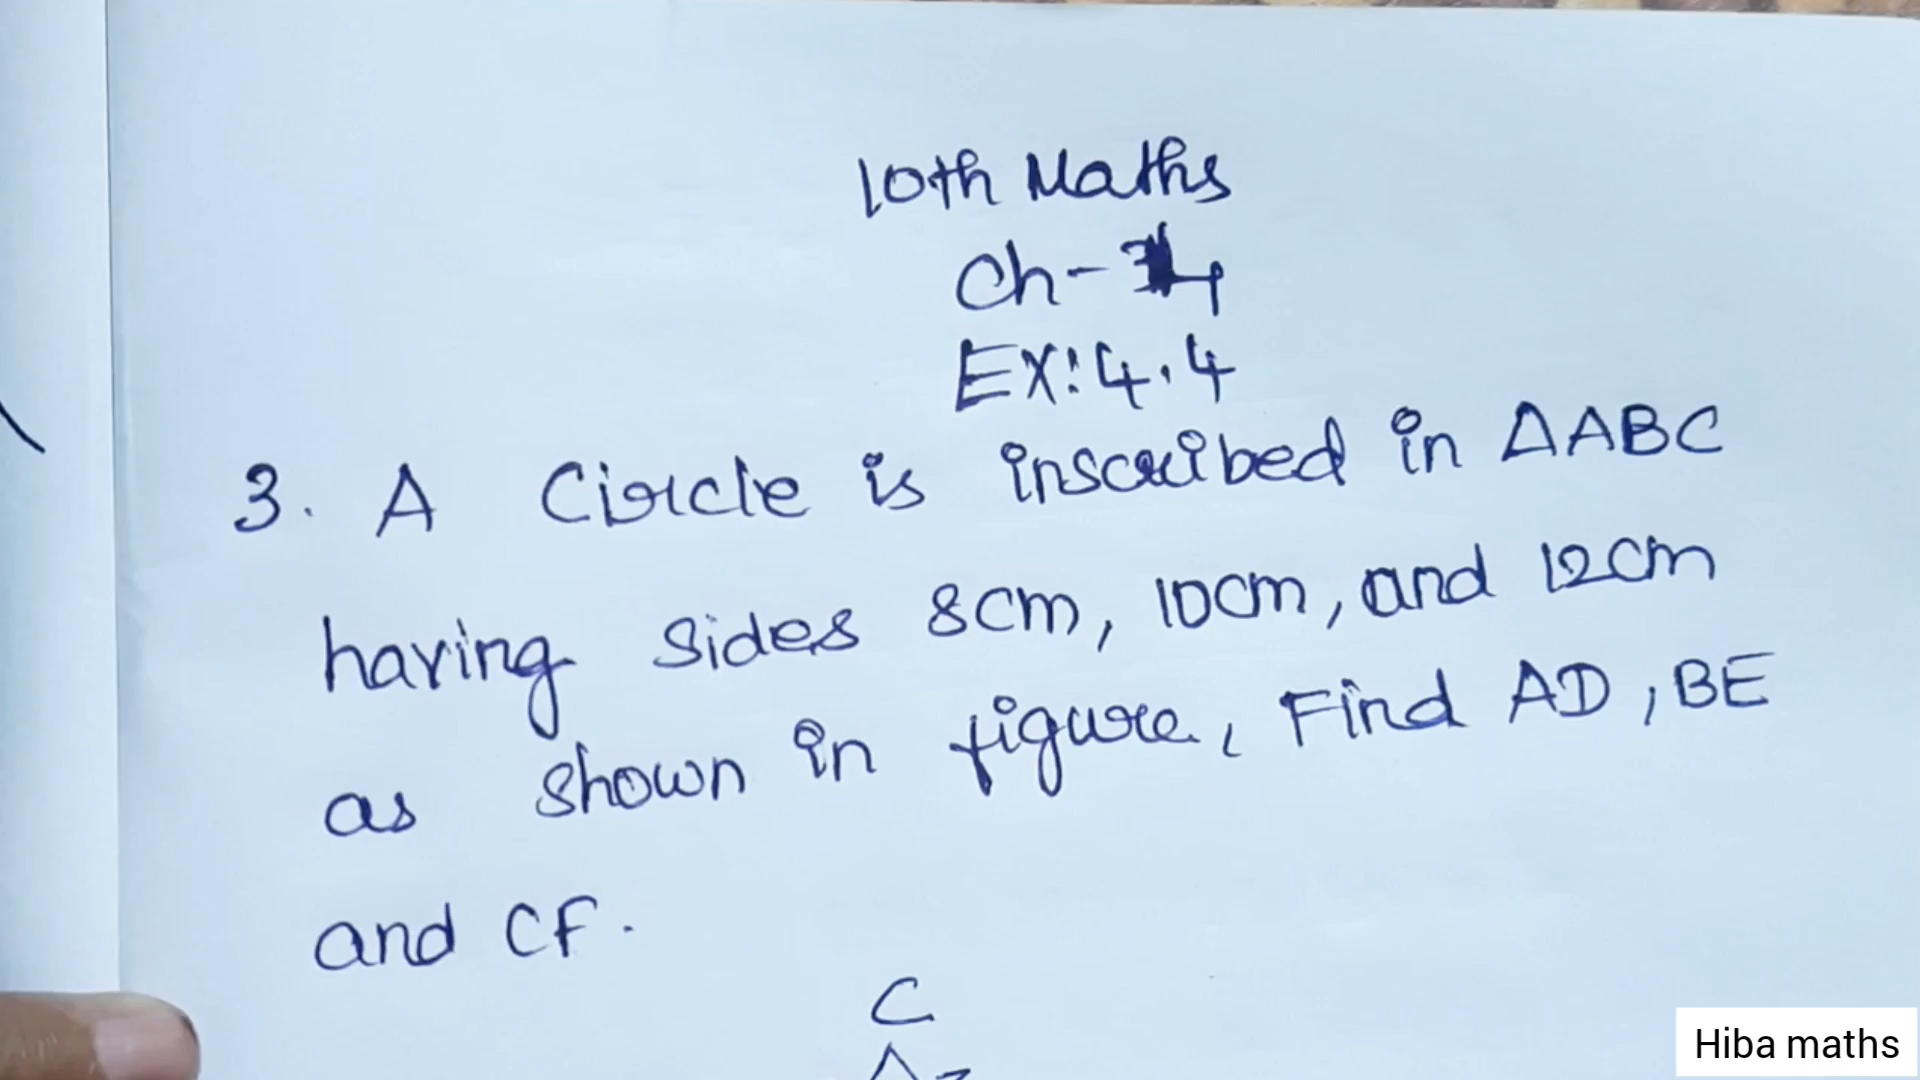 10th Maths
Ch-4
EX:4.4
3. A Circle is inscribed in ΔABC
having sides 8cm, 10cm, and 12cm
as shown in figure, Find AD, BE
and CF.
C
Hiba maths